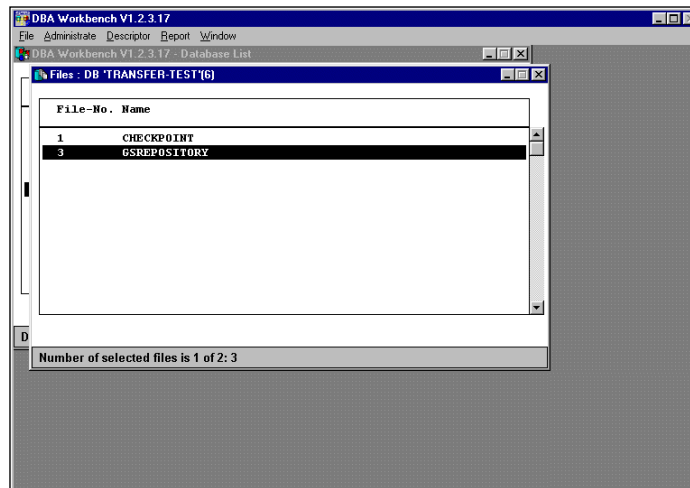 DBA Workbench V1.2.3.17
File Administrate Descriptor Report Window
DBA Workbench V1.2.3.17 - Database List
Files : DB 'TRANSFER-TEST'(6)
File-No. Name
1 CHECKPOINT
3 GSREPOSITORY
D
Number of selected files is 1 of 2: 3